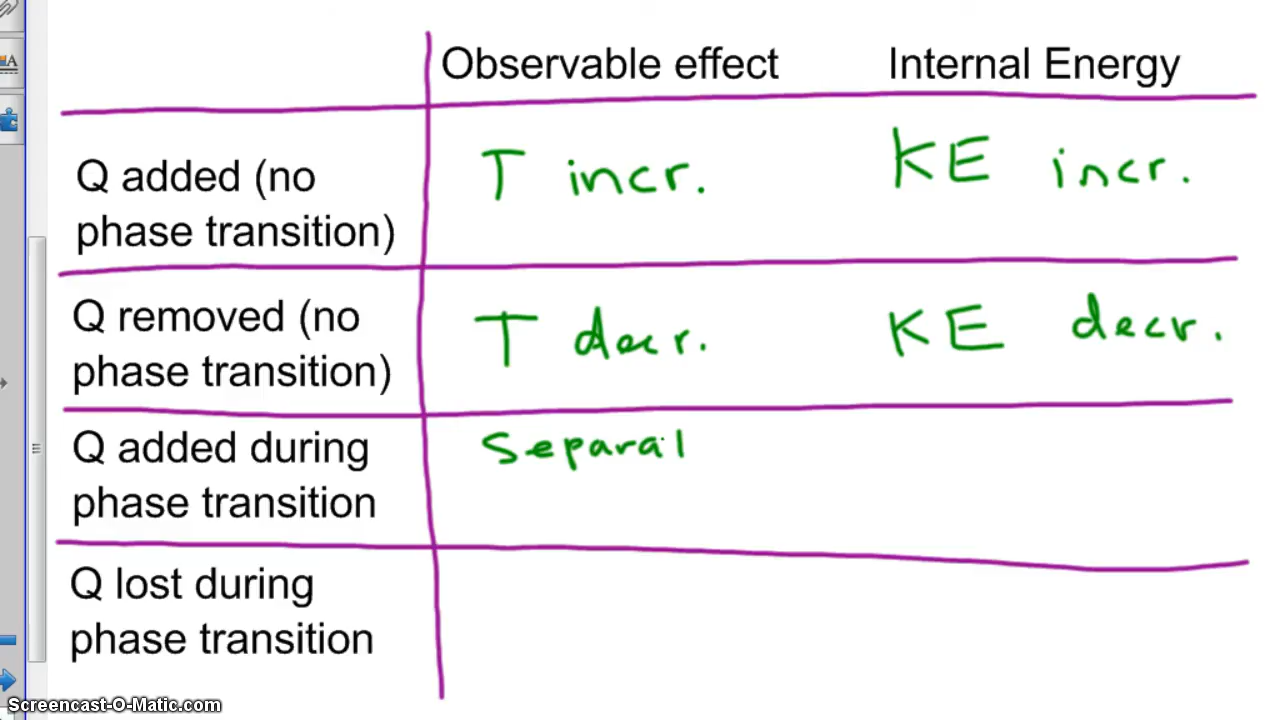 Observable effect Internal Energy
Q added (no T incr. KE incr.
phase transition)
Q removed (no T decr. KE decr.
phase transition)
Q added during Separat
phase transition
Q lost during
phase transition
Screencast-O-Matic.com